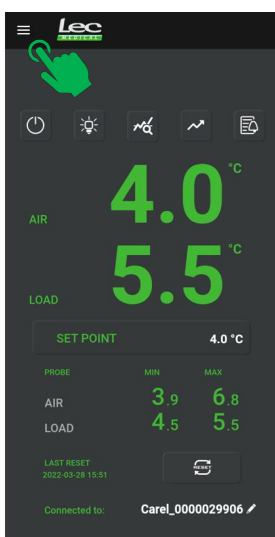 Lec
MEDICAL
4.0 °C
AIR
5.5 °C
LOAD
SET POINT 4.0 °C
PROBE MIN MAX
AIR 3.9 6.8
LOAD 4.5 5.5
LAST RESET
2022-03-28 15:51
RESET
Connected to: Carel_0000029906